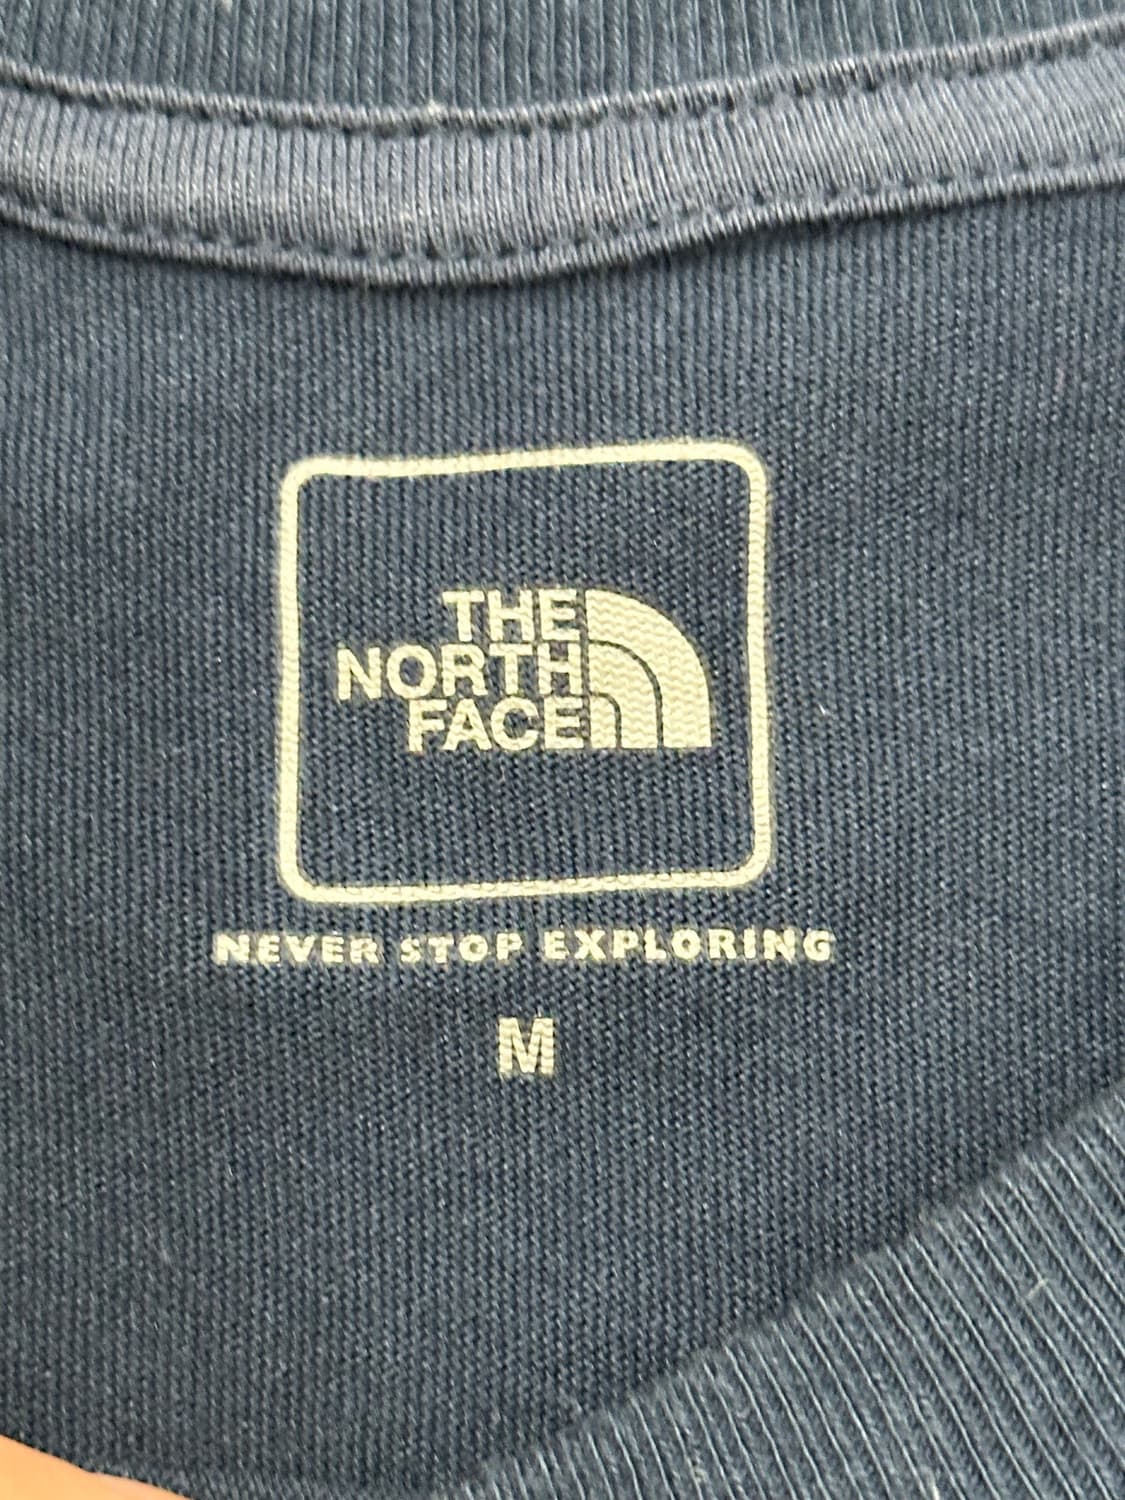 THE
NORTH
FACE
NEVER STOP EXPLORING
M